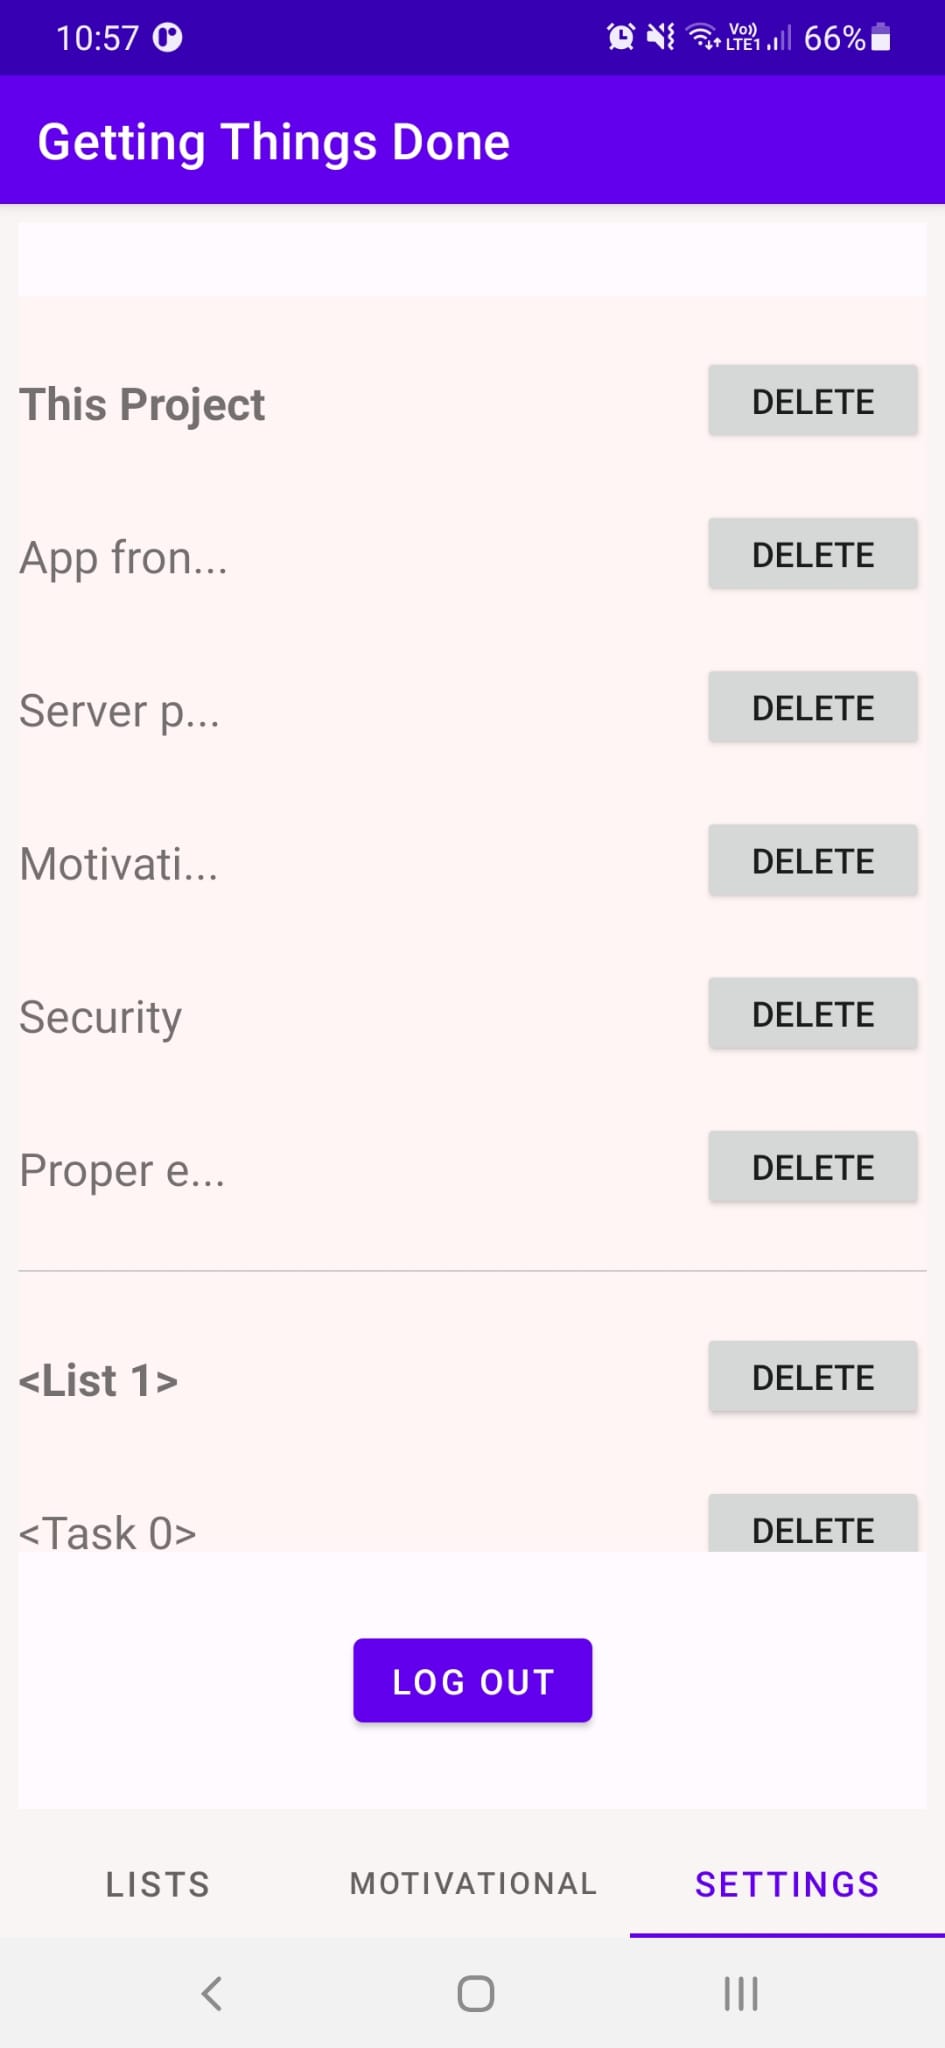 10:57 Vo)) LTE1 66%
Getting Things Done
This Project DELETE
App fron... DELETE
Server p... DELETE
Motivati... DELETE
Security DELETE
Proper e... DELETE
<List 1> DELETE
<Task 0> DELETE
LOG OUT
LISTS MOTIVATIONAL SETTINGS